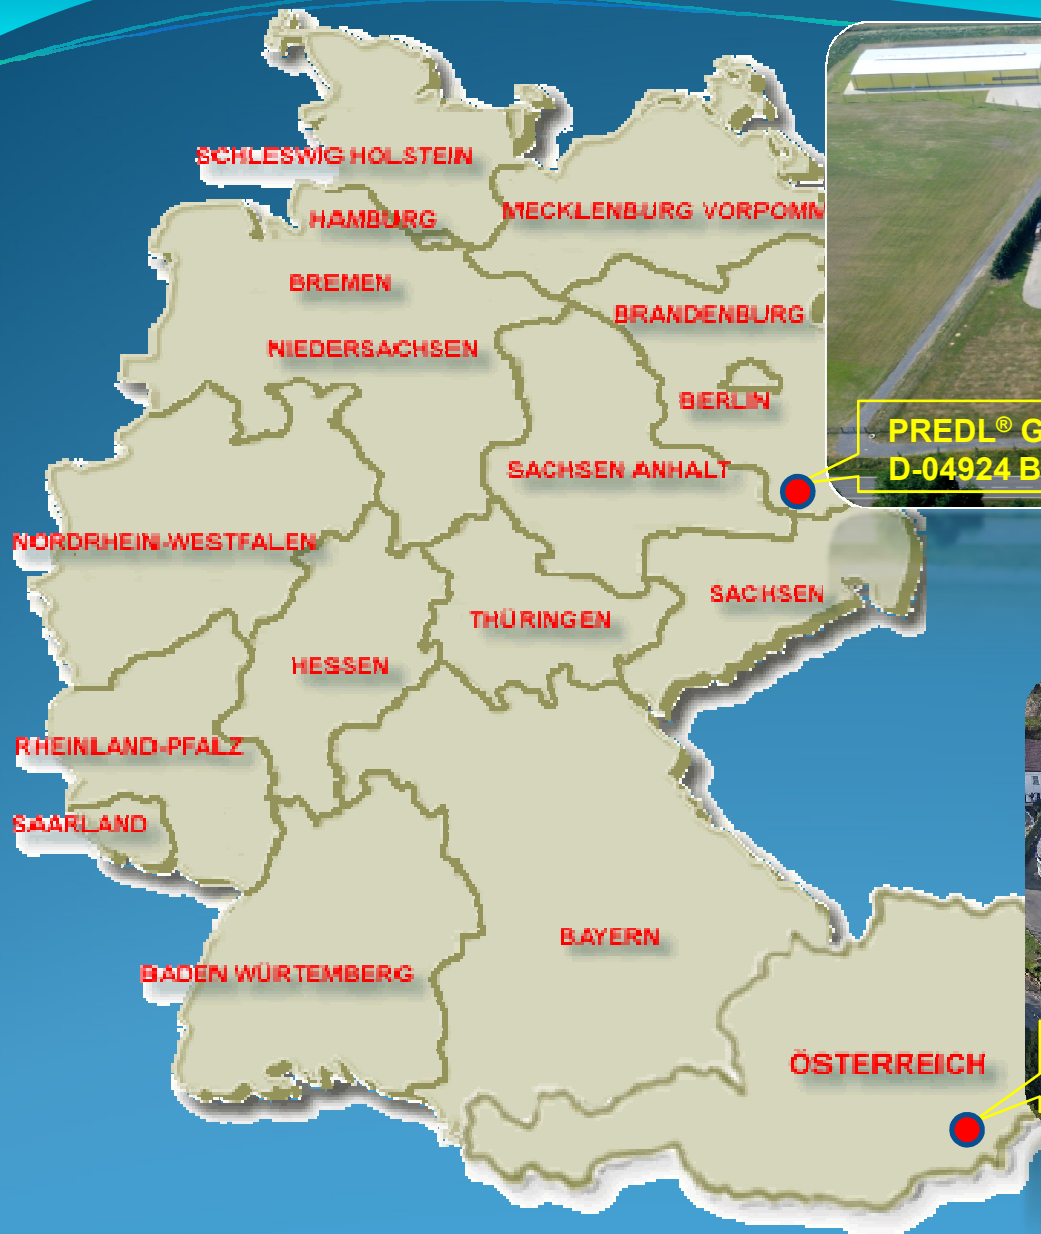 SCHLESWIG HOLSTEIN
HAMBURG
MECKLENBURG VORPOMM
BREMEN
BRANDENBURG
NIEDERSACHSEN
BERLIN
PREDL® G
D-04924 B
SACHSEN ANHALT
NORDRHEIN-WESTFALEN
SACHSEN
THÜRINGEN
HESSEN
RHEINLAND-PFALZ
SAARLAND
BAYERN
BADEN WÜRTEMBERG
ÖSTERREICH